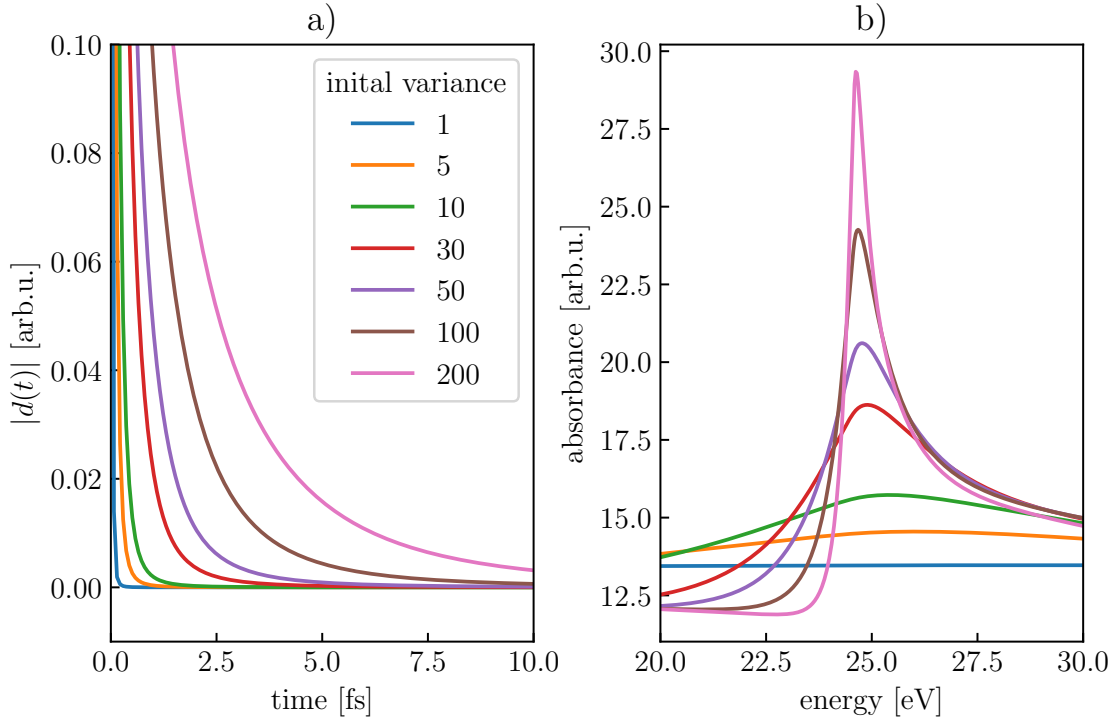 a)
|d(t)| [arb.u.]
0.10
0.08
0.06
0.04
0.02
0.00
0.0 2.5 5.0 7.5 10.0
time [fs]
inital variance
1
5
10
30
50
100
200
b)
absorbance [arb.u.]
30.0
27.5
25.0
22.5
20.0
17.5
15.0
12.5
20.0 22.5 25.0 27.5 30.0
energy [eV]